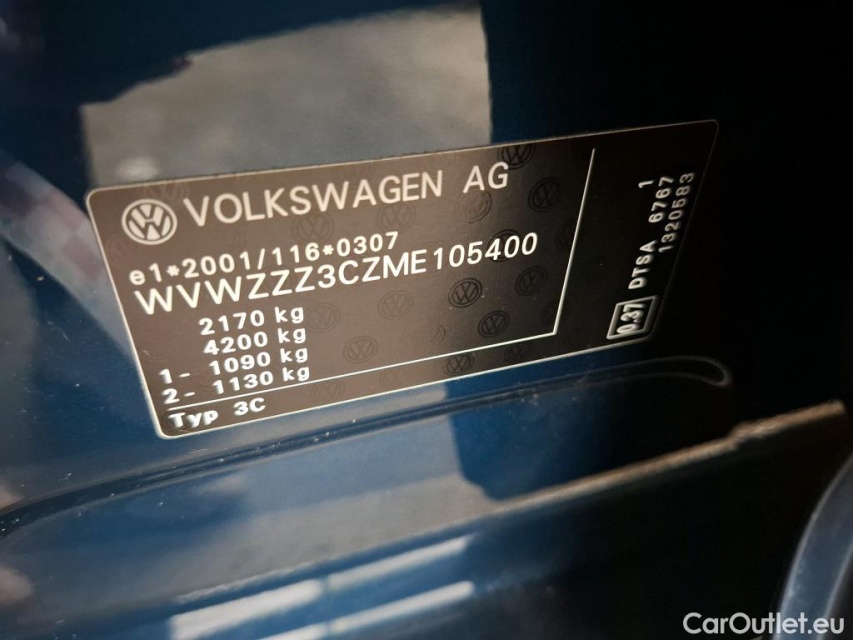 VOLKSWAGEN AG
e1*2001/116*0307
WVWZZZ3CZME105400
2170 kg
4200 kg
1- 1090 kg
2- 1130 kg
Typ 3C
0.37
DTSA 6767 1
1320583
CarOutlet.eu